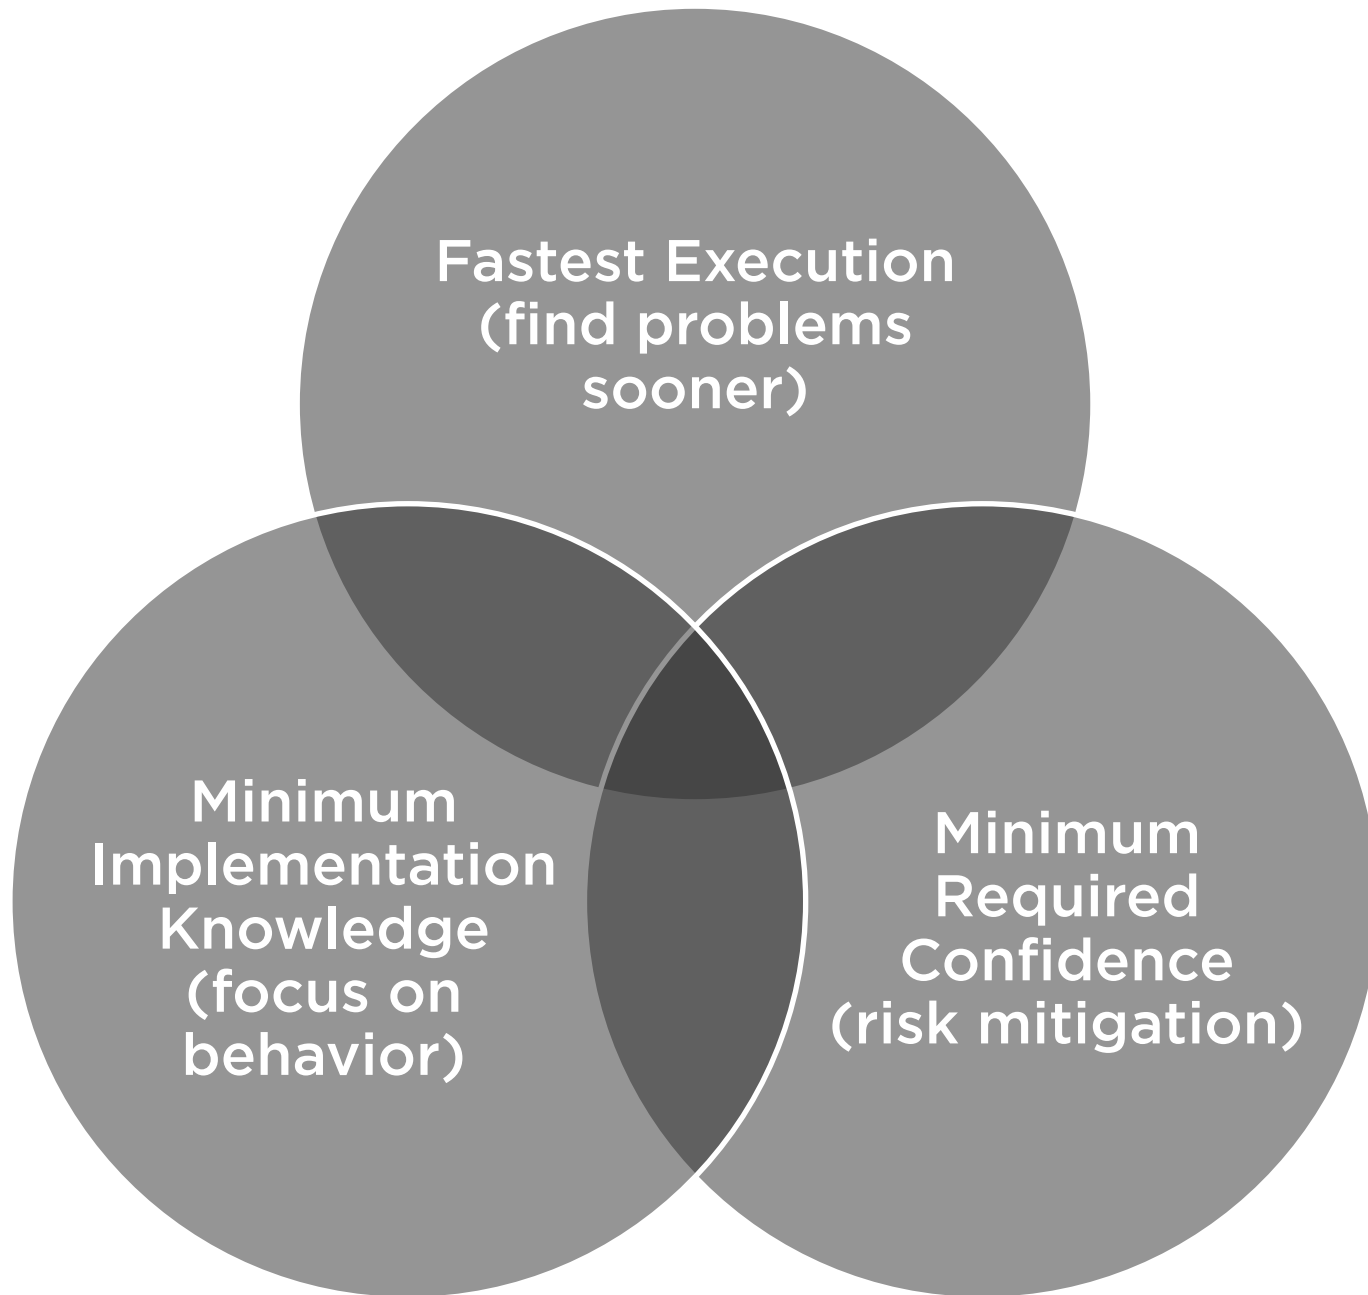 Fastest Execution
(find problems
sooner)
Minimum
Implementation
Knowledge
(focus on
behavior)
Minimum
Required
Confidence
(risk mitigation)